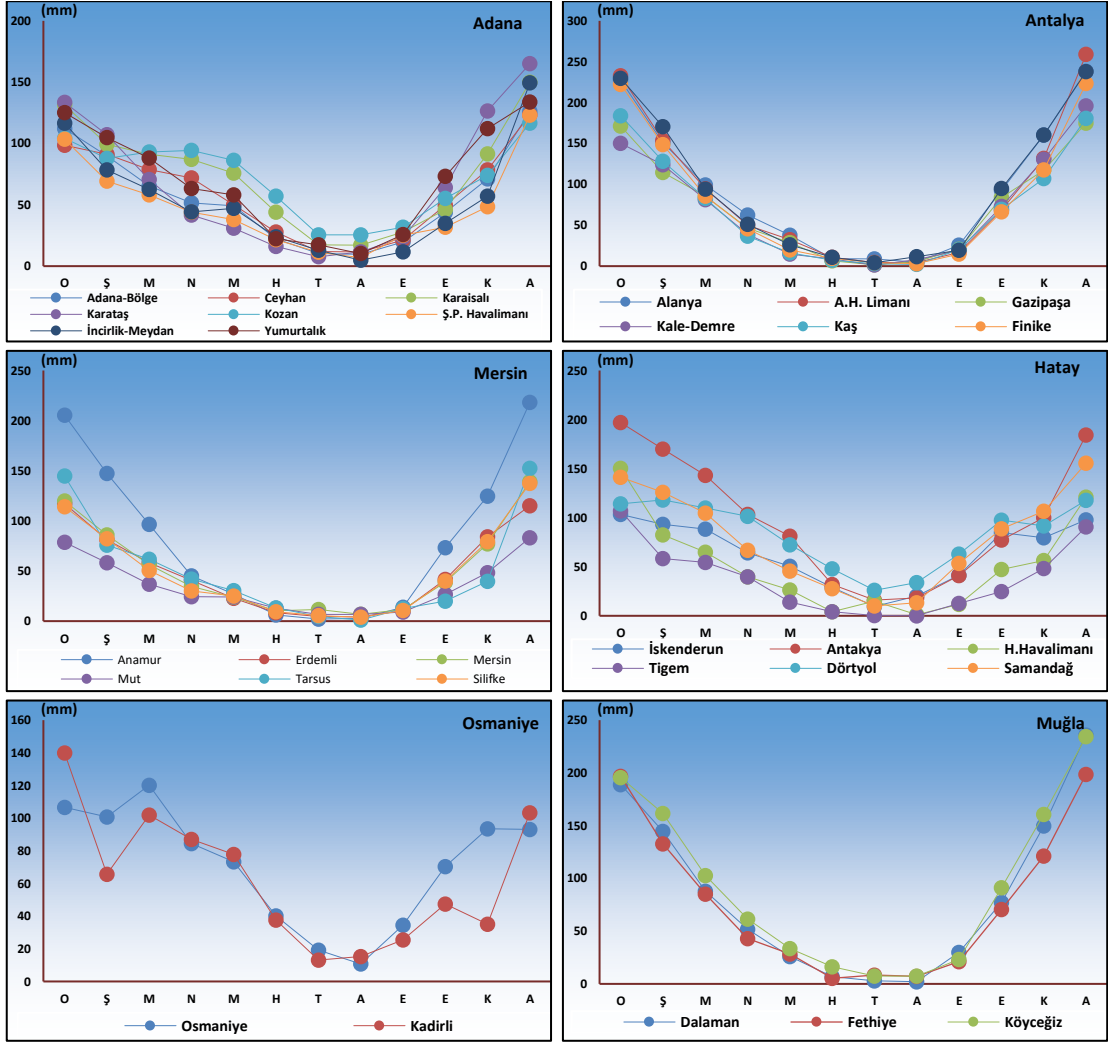 (mm)
Adana
200
150
100
50
0
O Ş M N M H T A E E K A
Adana-Bölge Ceyhan Karaisalı
Karataş Kozan Ş.P. Havalimanı
İncirlik-Meydan Yumurtalık
(mm)
Antalya
300
250
200
150
100
50
0
O Ş M N M H T A E E K A
Alanya A.H. Limanı Gazipaşa
Kale-Demre Kaş Finike
(mm)
Mersin
250
200
150
100
50
0
O Ş M N M H T A E E K A
Anamur Erdemli Mersin
Mut Tarsus Silifke
(mm)
Hatay
250
200
150
100
50
0
O Ş M N M H T A E E K A
İskenderun Antakya H.Havalimanı
Tigem Dörtyol Samandağ
(mm)
Osmaniye
160
140
120
100
80
60
40
20
0
O Ş M N M H T A E E K A
Osmaniye Kadirli
(mm)
Muğla
250
200
150
100
50
0
O Ş M N M H T A E E K A
Dalaman Fethiye Köyceğiz